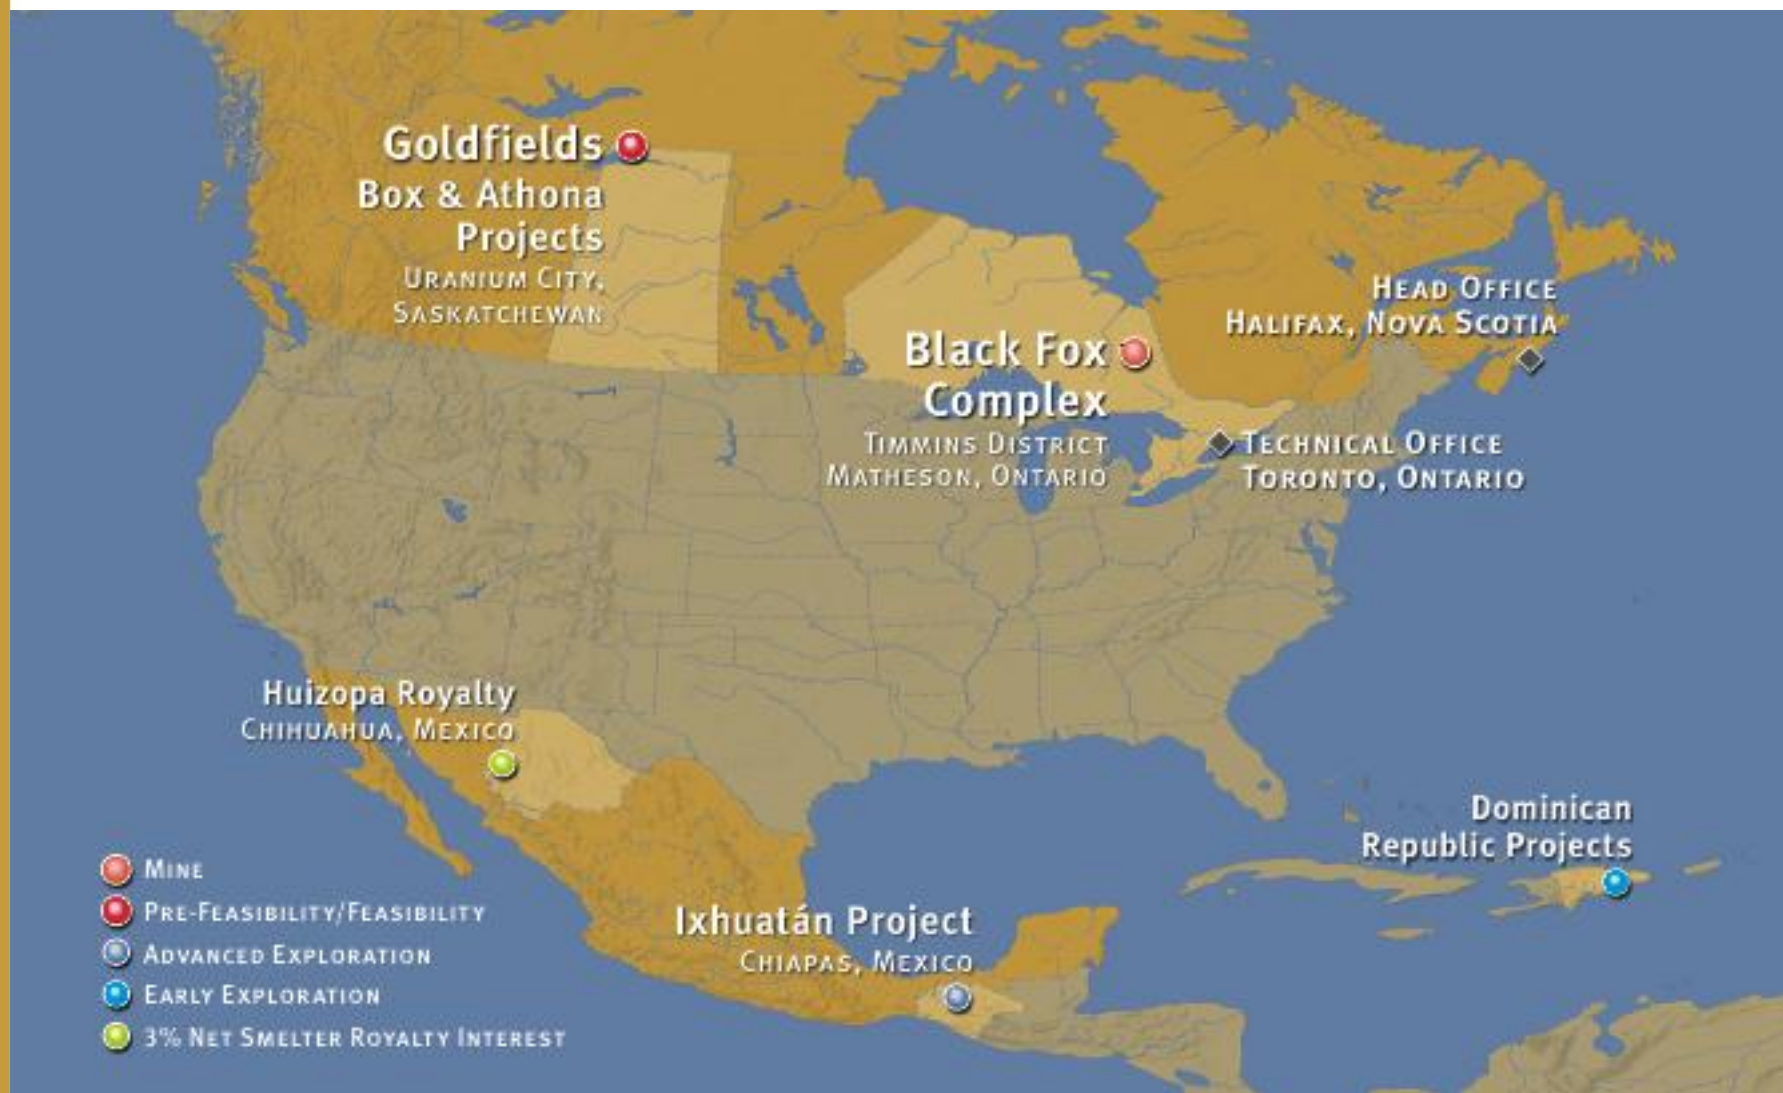 Goldfields
Box & Athona
Projects
URANIUM CITY,
SASKATCHEWAN
HEAD OFFICE
HALIFAX, NOVA SCOTIA
Black Fox
Complex
TIMMINS DISTRICT
MATHESON, ONTARIO
TECHNICAL OFFICE
TORONTO, ONTARIO
Huizopa Royalty
CHIHUAHUA, MEXICO
Dominican
Republic Projects
Ixhuatán Project
CHIAPAS, MEXICO
MINE
PRE-FEASIBILITY/FEASIBILITY
ADVANCED EXPLORATION
EARLY EXPLORATION
3% NET SMELTER ROYALTY INTEREST